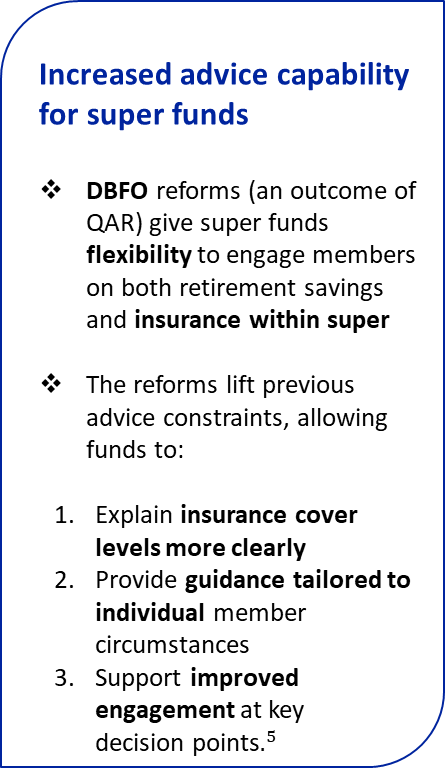 Increased advice capability
for super funds
❖ DBFO reforms (an outcome of
QAR) give super funds
flexibility to engage members
on both retirement savings
and insurance within super
❖ The reforms lift previous
advice constraints, allowing
funds to:
1. Explain insurance cover
levels more clearly
2. Provide guidance tailored to
individual member
circumstances
3. Support improved
engagement at key
decision points.⁵